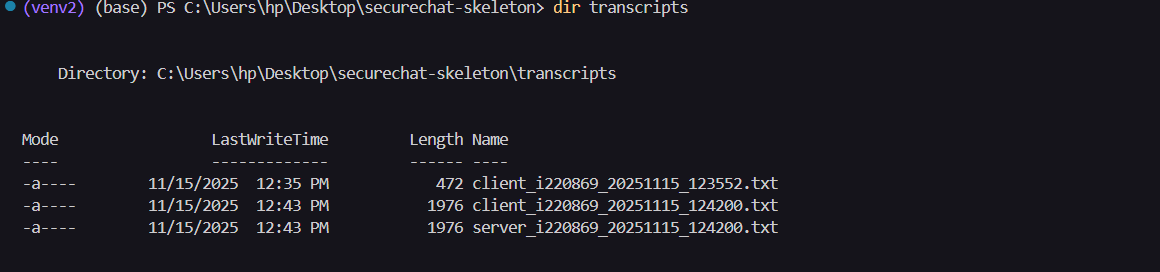 (venv2) (base) PS C:\Users\hp\Desktop\securechat-skeleton> dir transcripts
Directory: C:\Users\hp\Desktop\securechat-skeleton\transcripts
Mode LastWriteTime Length Name
---- ------------- ------ ----
-a---- 11/15/2025 12:35 PM 472 client_i220869_20251115_123552.txt
-a---- 11/15/2025 12:43 PM 1976 client_i220869_20251115_124200.txt
-a---- 11/15/2025 12:43 PM 1976 server_i220869_20251115_124200.txt